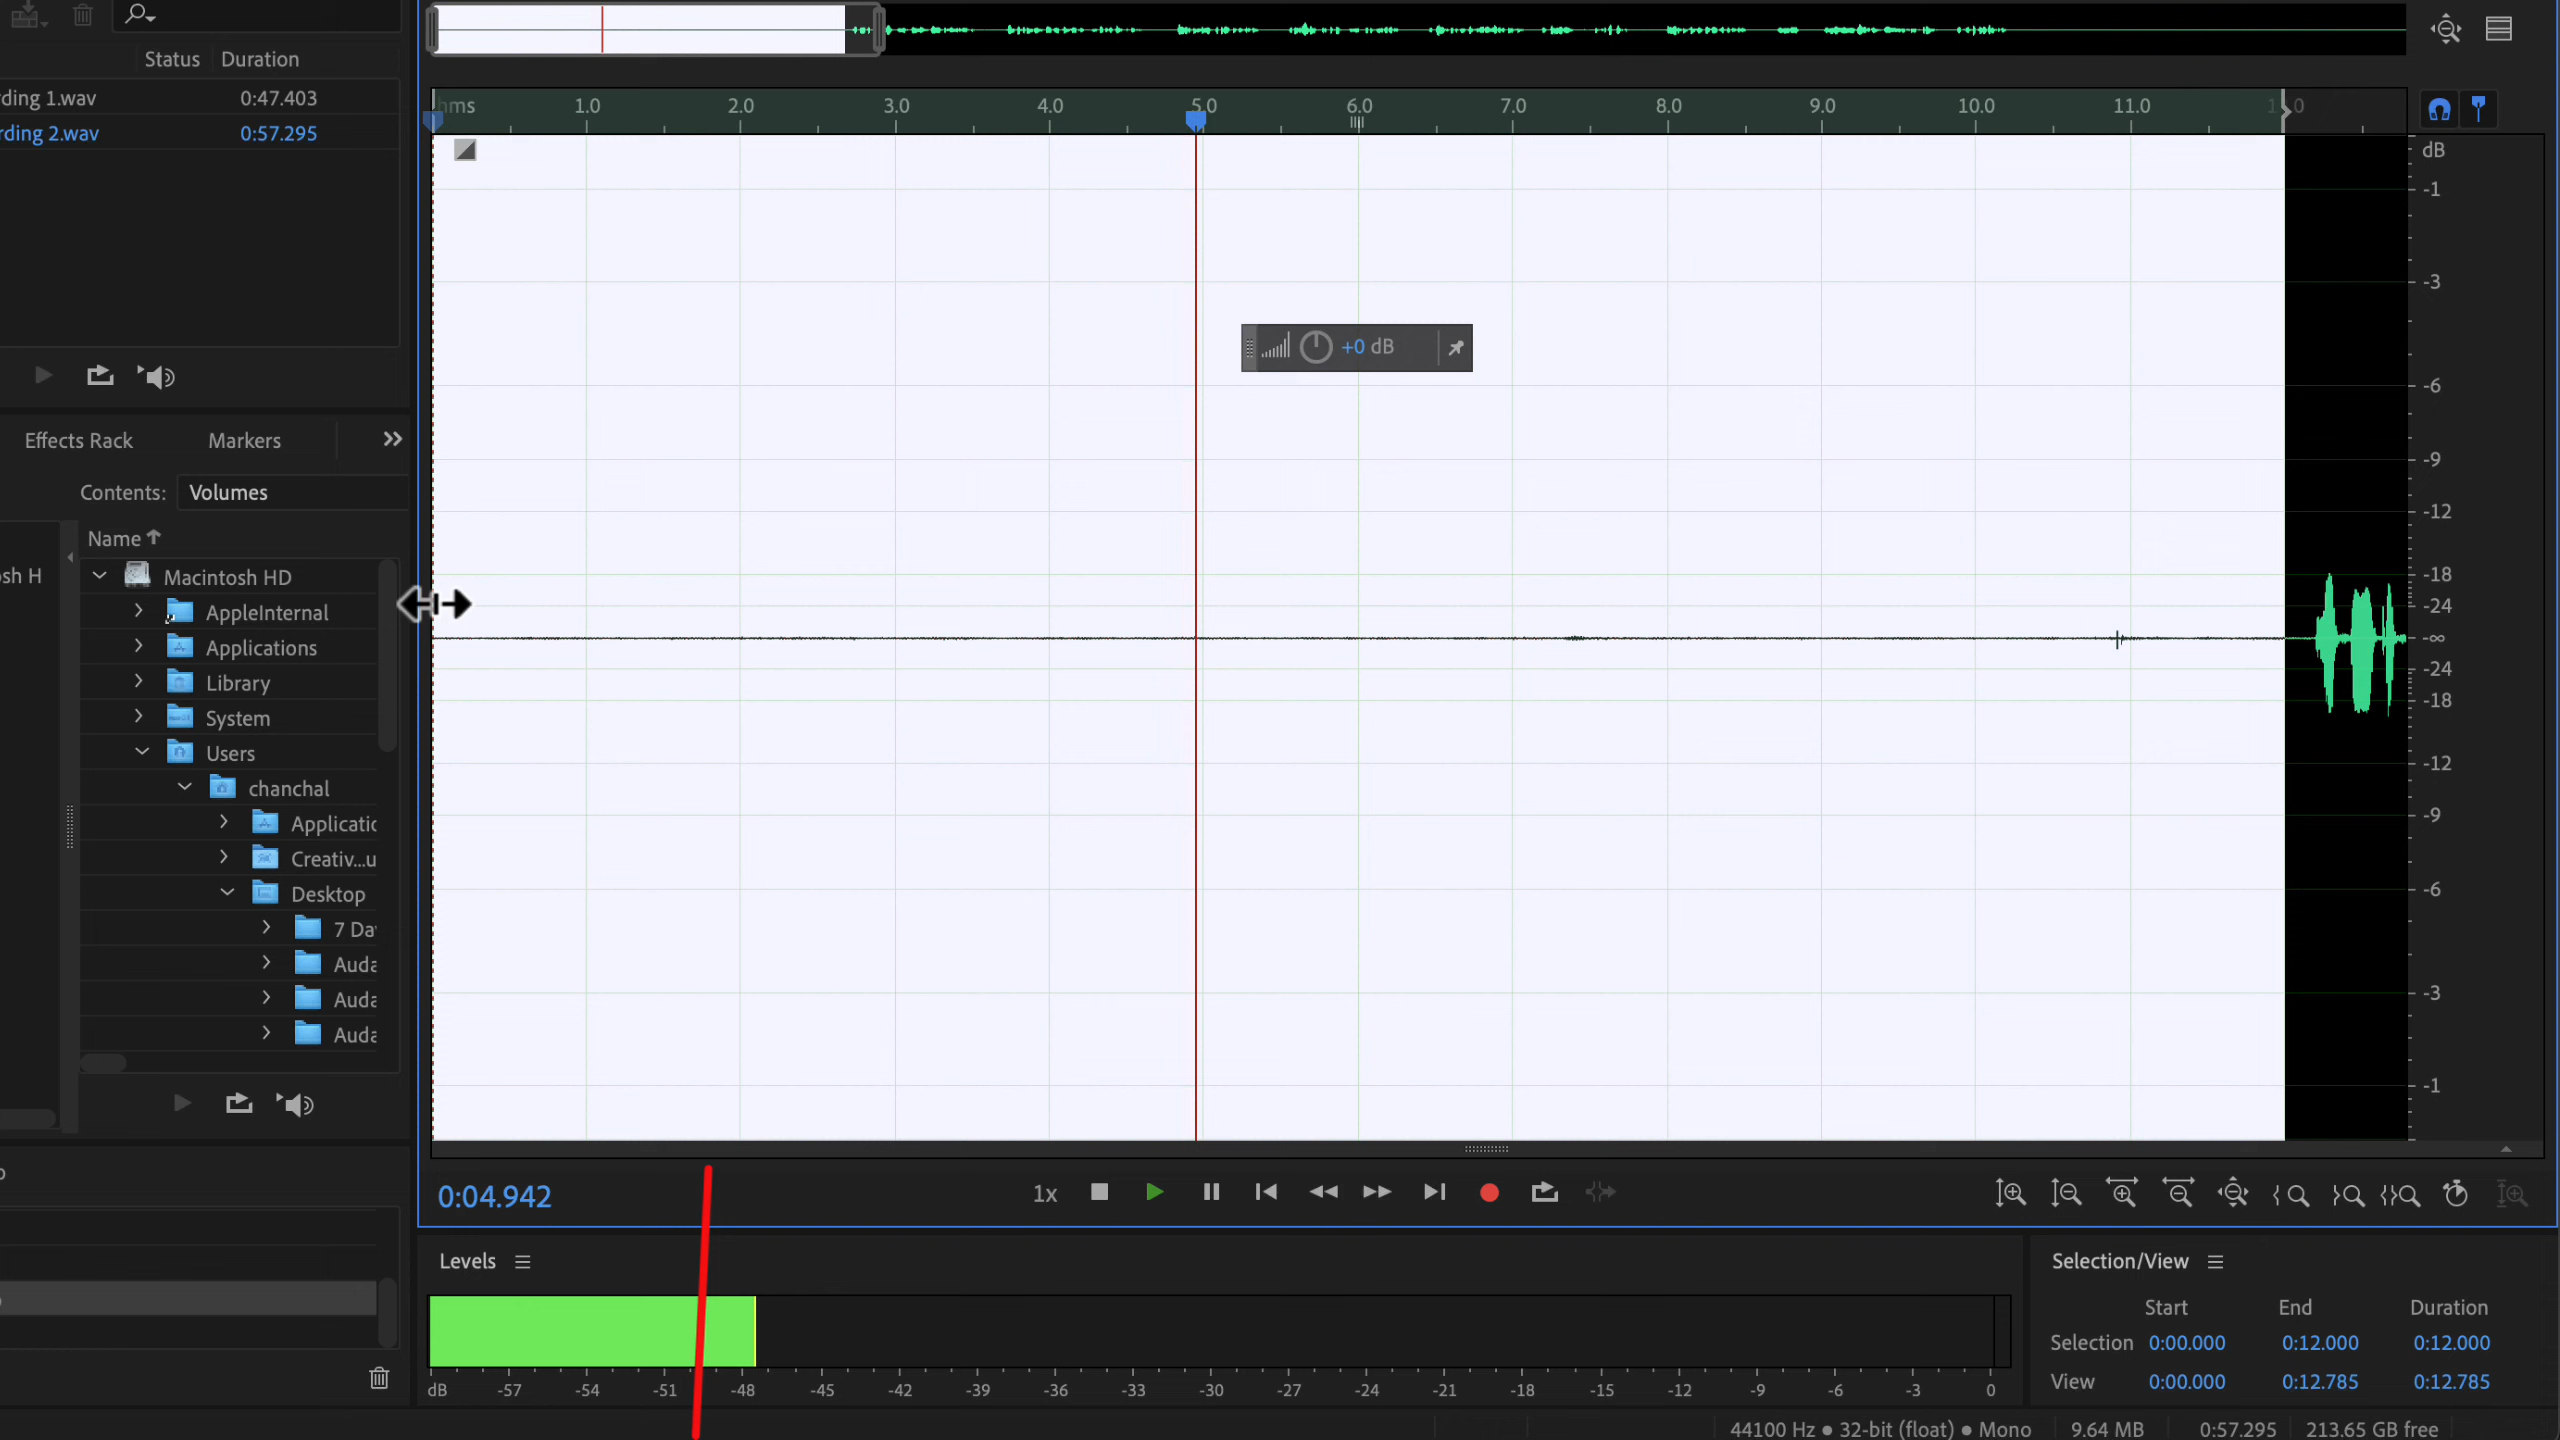 Status Duration
ding 1.wav 0:47.403
rding 2.wav 0:57.295
hms 1.0 2.0 3.0 4.0 5.0 6.0 7.0 8.0 9.0 10.0 11.0
dB
-1
-3
+0 dB
-6
-9
-12
-18
-24
-∞
-24
-18
-12
-9
-6
-3
-1
Effects Rack Markers
Contents: Volumes
Name
sh H
Macintosh HD
AppleInternal
Applications
Library
System
Users
chanchal
Applicatic
Creativ...u
Desktop
7 Da
Auda
Auda
Auda
0:04.942 1x
Levels
dB -57 -54 -51 -48 -45 -42 -39 -36 -33 -30 -27 -24 -21 -18 -15 -12 -9 -6 -3 0
Selection/View
Start End Duration
Selection 0:00.000 0:12.000 0:12.000
View 0:00.000 0:12.785 0:12.785
44100 Hz ● 32-bit (float) ● Mono 9.64 MB 0:57.295 213.65 GB free